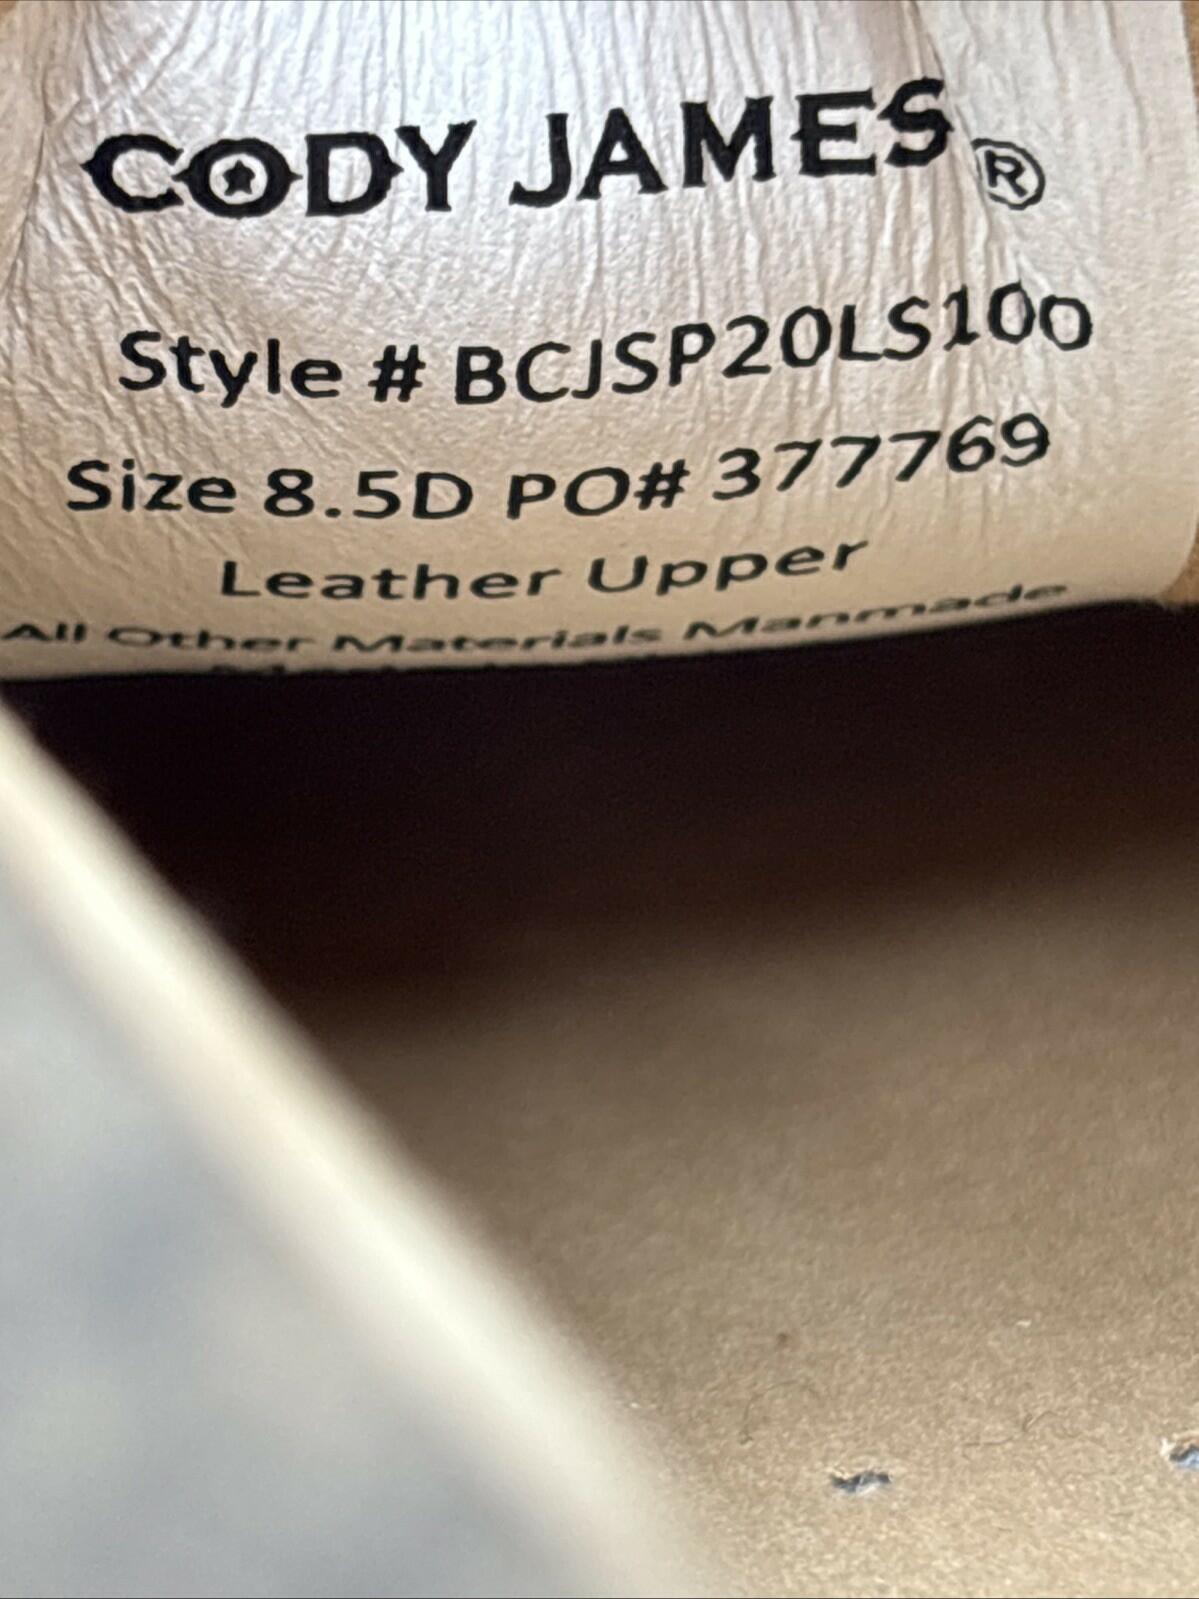 CODY JAMES®
Style # BCJSP20LS100
Size 8.5D PO# 377769
Leather Upper
All Other Materials Manmade